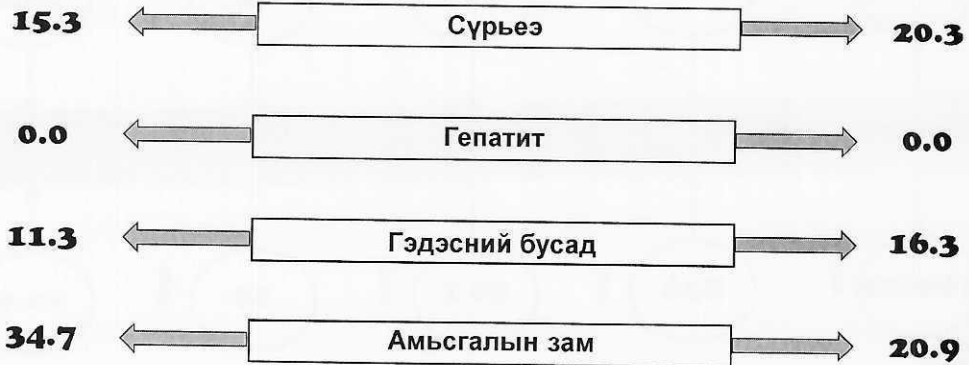 15.3 Сүрьеэ 20.3
0.0 Гепатит 0.0
11.3 Гэдэсний бусад 16.3
34.7 Амьсгалын зам 20.9